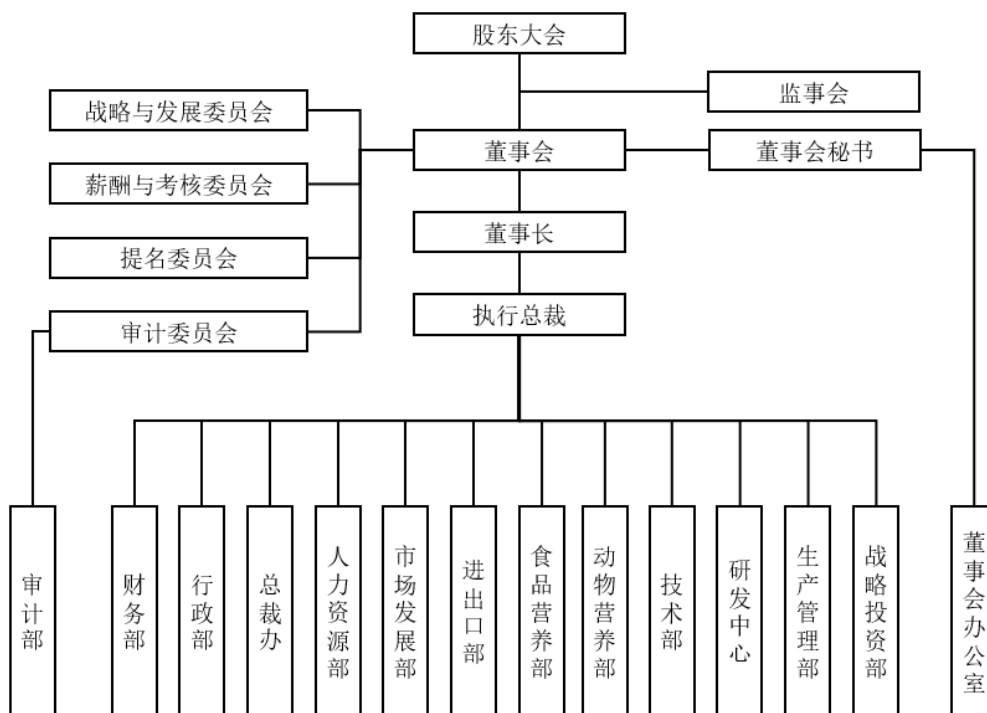 股东大会
监事会
战略与发展委员会
董事会
董事会秘书
薪酬与考核委员会
董事长
提名委员会
执行总裁
审计委员会
审计部
财务部
行政部
总裁办
人力资源部
市场发展部
进出口部
食品营养部
动物营养部
技术部
研发中心
生产管理部
战略投资部
董事会办公室